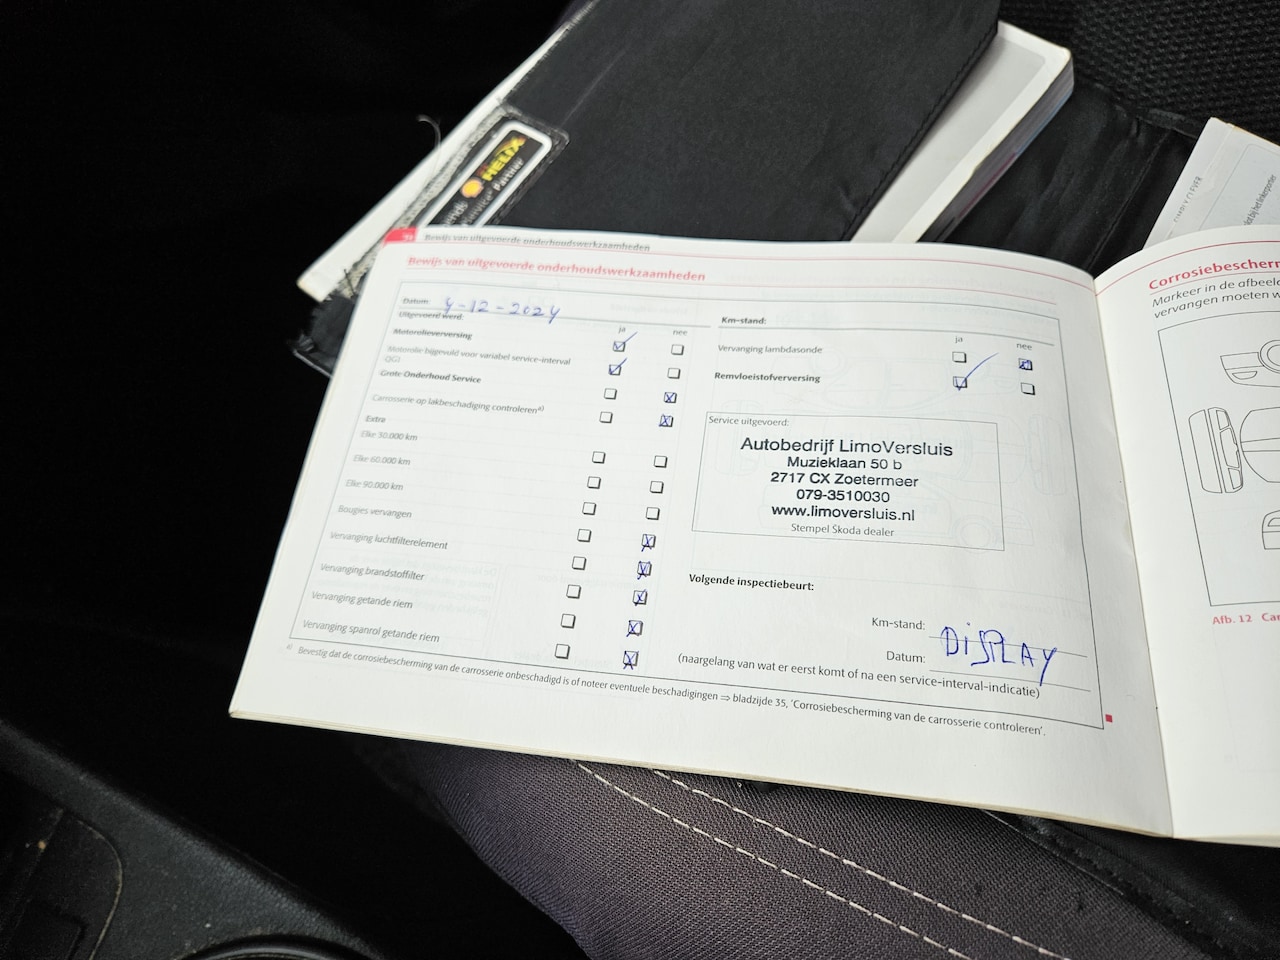 HELIX
Partner
SIMPLY CLEVER
Bewijs van uitgevoerde onderhoudswerkzaamheden
Bewijs van uitgevoerde onderhoudswerkzaamheden
Datum: 4-12-2024
Uitgevoerd werd:
ja nee
Motorolieverversing
Motorolie bijgevuld voor variabel service-interval
(QG)
Grote Onderhoud Service
Carrosserie op lakbeschadiging controleren a)
Extra
Elke 30.000 km
Elke 60.000 km
Elke 90.000 km
Bougies vervangen
Vervanging luchtfilterelement
Vervanging brandstoffilter
Vervanging getande riem
Vervanging spanrol getande riem
Km-stand:
ja nee
Vervanging lambdasonde
Remvloeistofverversing
Service uitgevoerd:
Autobedrijf LimoVersluis
Muzieklaan 50 b
2717 CX Zoetermeer
079-3510030
www.limoversluis.nl
Stempel Škoda dealer
Volgende inspectiebeurt:
Km-stand:
Datum:
DISPLAY
(naargelang van wat er eerst komt of na een service-interval-indicatie)
a) Bevestig dat de corrosiebescherming van de carrosserie onbeschadigd is of noteer eventuele beschadigingen ⇒ bladzijde 35, 'Corrosiebescherming van de carrosserie controleren'.
Corrosiebescherm
Markeer in de afbeeld
vervangen moeten w
Afb. 12 Car